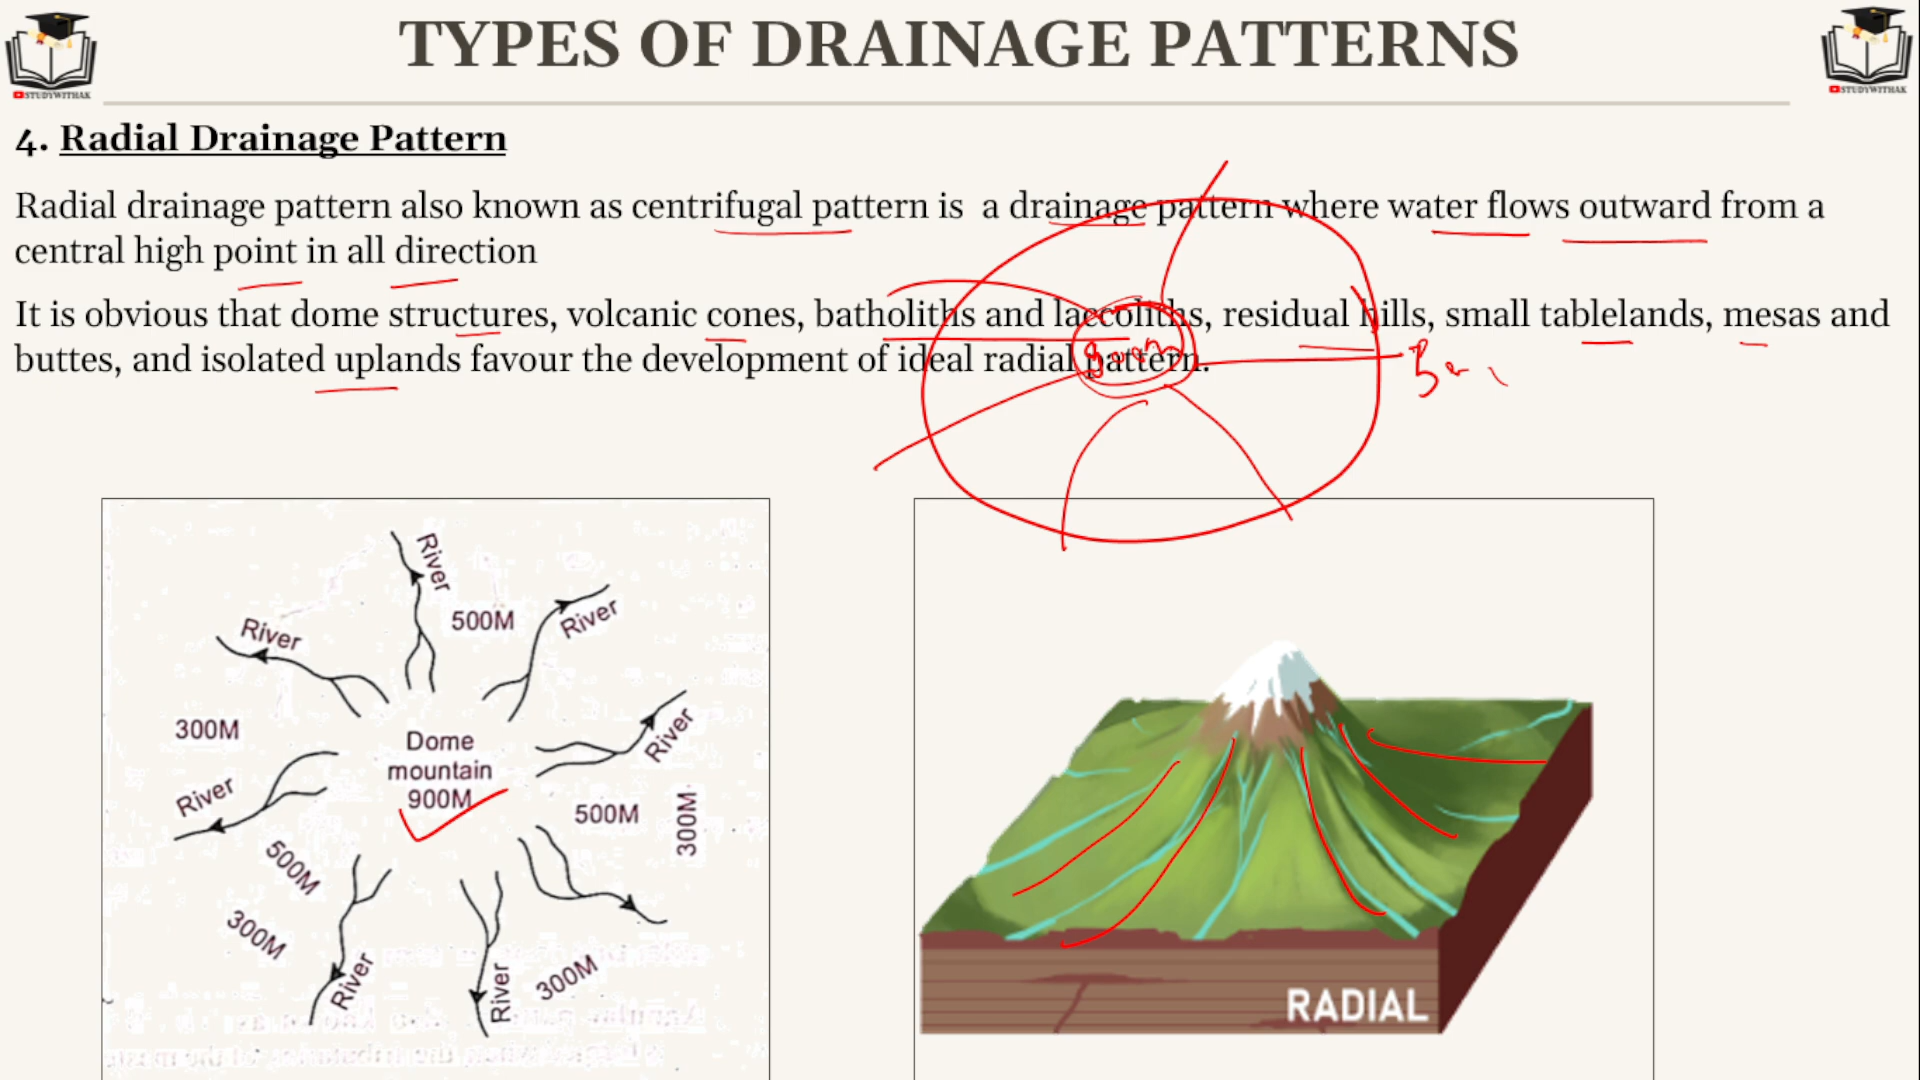 TYPES OF DRAINAGE PATTERNS
STUDYWITHAK
STUDYWITHAK
4. Radial Drainage Pattern
Radial drainage pattern also known as centrifugal pattern is a drainage pattern where water flows outward from a
central high point in all direction
It is obvious that dome structures, volcanic cones, batholiths and laccoliths, residual hills, small tablelands, mesas and
buttes, and isolated uplands favour the development of ideal radial pattern.
River
500M
River
River
River
300M
Dome
mountain
900M
River
500M
300M
500M
300M
River
River
300M
RADIAL